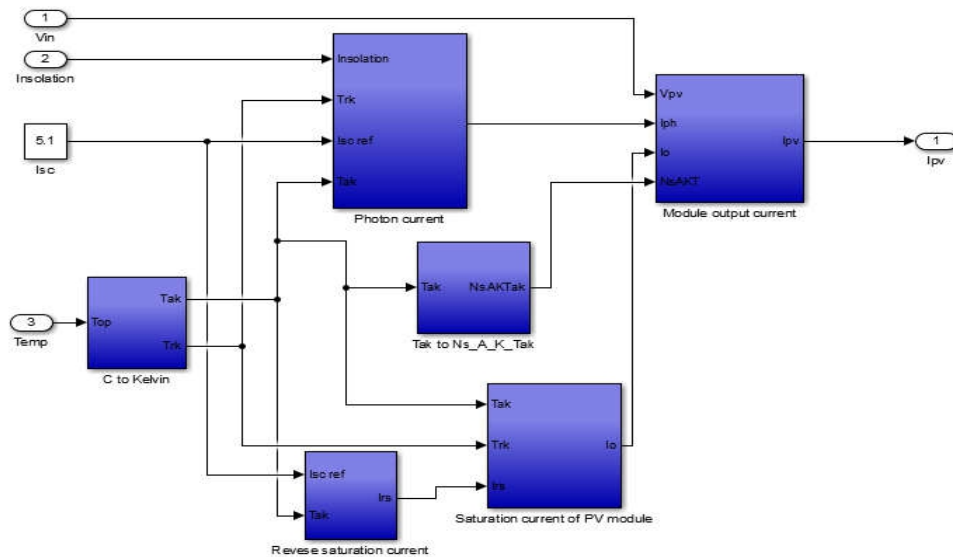 1
Vin
2
Insolation
5.1
Isc
3
Temp
Top
Tak
Trk
C to Kelvin
Insolation
Trk
Isc ref
Tak
Photon current
Tak
NsAKTak
Tak to Ns_A_K_Tak
Isc ref
Tak
Irs
Revese saturation current
Tak
Trk
Irs
Io
Saturation current of PV module
Vpv
Iph
Io
NsAKT
Ipv
Module output current
1
Ipv